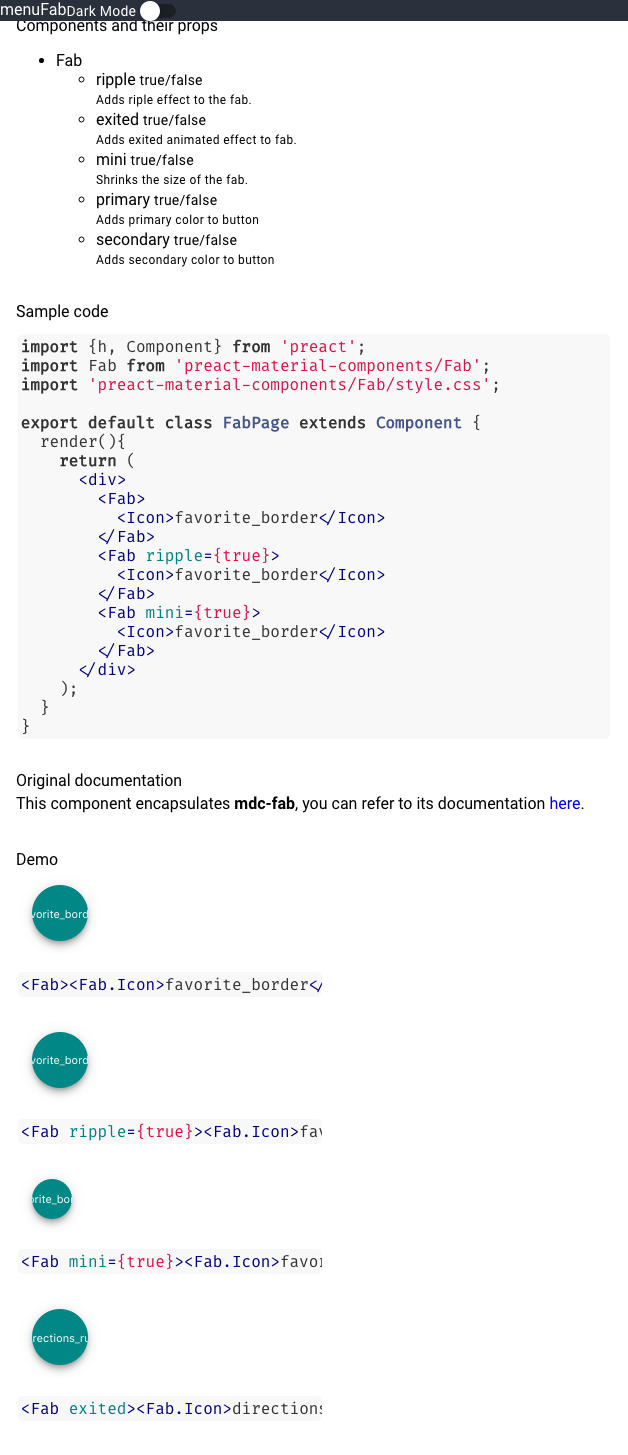 menuFabDark Mode
Components and their props
Fab
ripple true/false
Adds riple effect to the fab.
exited true/false
Adds exited animated effect to fab.
mini true/false
Shrinks the size of the fab.
primary true/false
Adds primary color to button
secondary true/false
Adds secondary color to button
Sample code
import {h, Component} from 'preact';
import Fab from 'preact-material-components/Fab';
import 'preact-material-components/Fab/style.css';
export default class FabPage extends Component {
render(){
return (
<div>
<Fab>
<Icon>favorite_border</Icon>
</Fab>
<Fab ripple={true}>
<Icon>favorite_border</Icon>
</Fab>
<Fab mini={true}>
<Icon>favorite_border</Icon>
</Fab>
</div>
);
}
}
Original documentation
This component encapsulates mdc-fab, you can refer to its documentation here.
Demo
vorite_bord
<Fab><Fab.Icon>favorite_border</
vorite_bord
<Fab ripple={true}><Fab.Icon>fav
orite_bor
<Fab mini={true}><Fab.Icon>favor
rections_ru
<Fab exited><Fab.Icon>directions